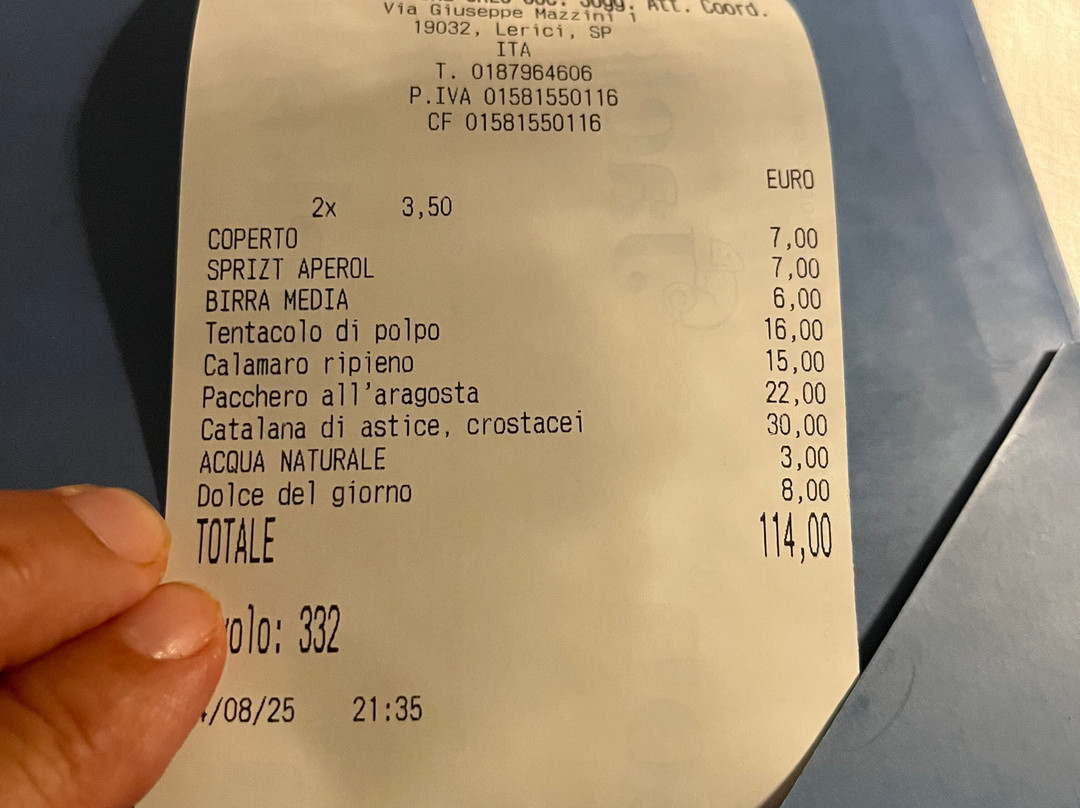 Att. Coord.
Via Giuseppe Mazzini 1
19032, Lerici, SP
ITA
T. 0187964606
P.IVA 01581550116
CF 01581550116
EURO
2x 3,50
COPERTO 7,00
SPRIZT APEROL 7,00
BIRRA MEDIA 6,00
Tentacolo di polpo 16,00
Calamaro ripieno 15,00
Pacchero all'aragosta 22,00
Catalana di astice, crostacei 30,00
ACQUA NATURALE 3,00
Dolce del giorno 8,00
TOTALE 114,00
olo: 332
/08/25 21:35